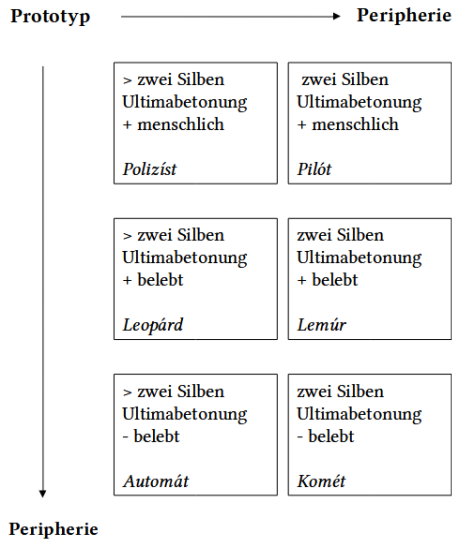 Prototyp
Peripherie
> zwei Silben
Ultimabetonung
+ menschlich
Polizíst
zwei Silben
Ultimabetonung
+ menschlich
Pilót
> zwei Silben
Ultimabetonung
+ belebt
Leopárd
zwei Silben
Ultimabetonung
+ belebt
Lemúr
> zwei Silben
Ultimabetonung
- belebt
Automát
zwei Silben
Ultimabetonung
- belebt
Komét
Peripherie